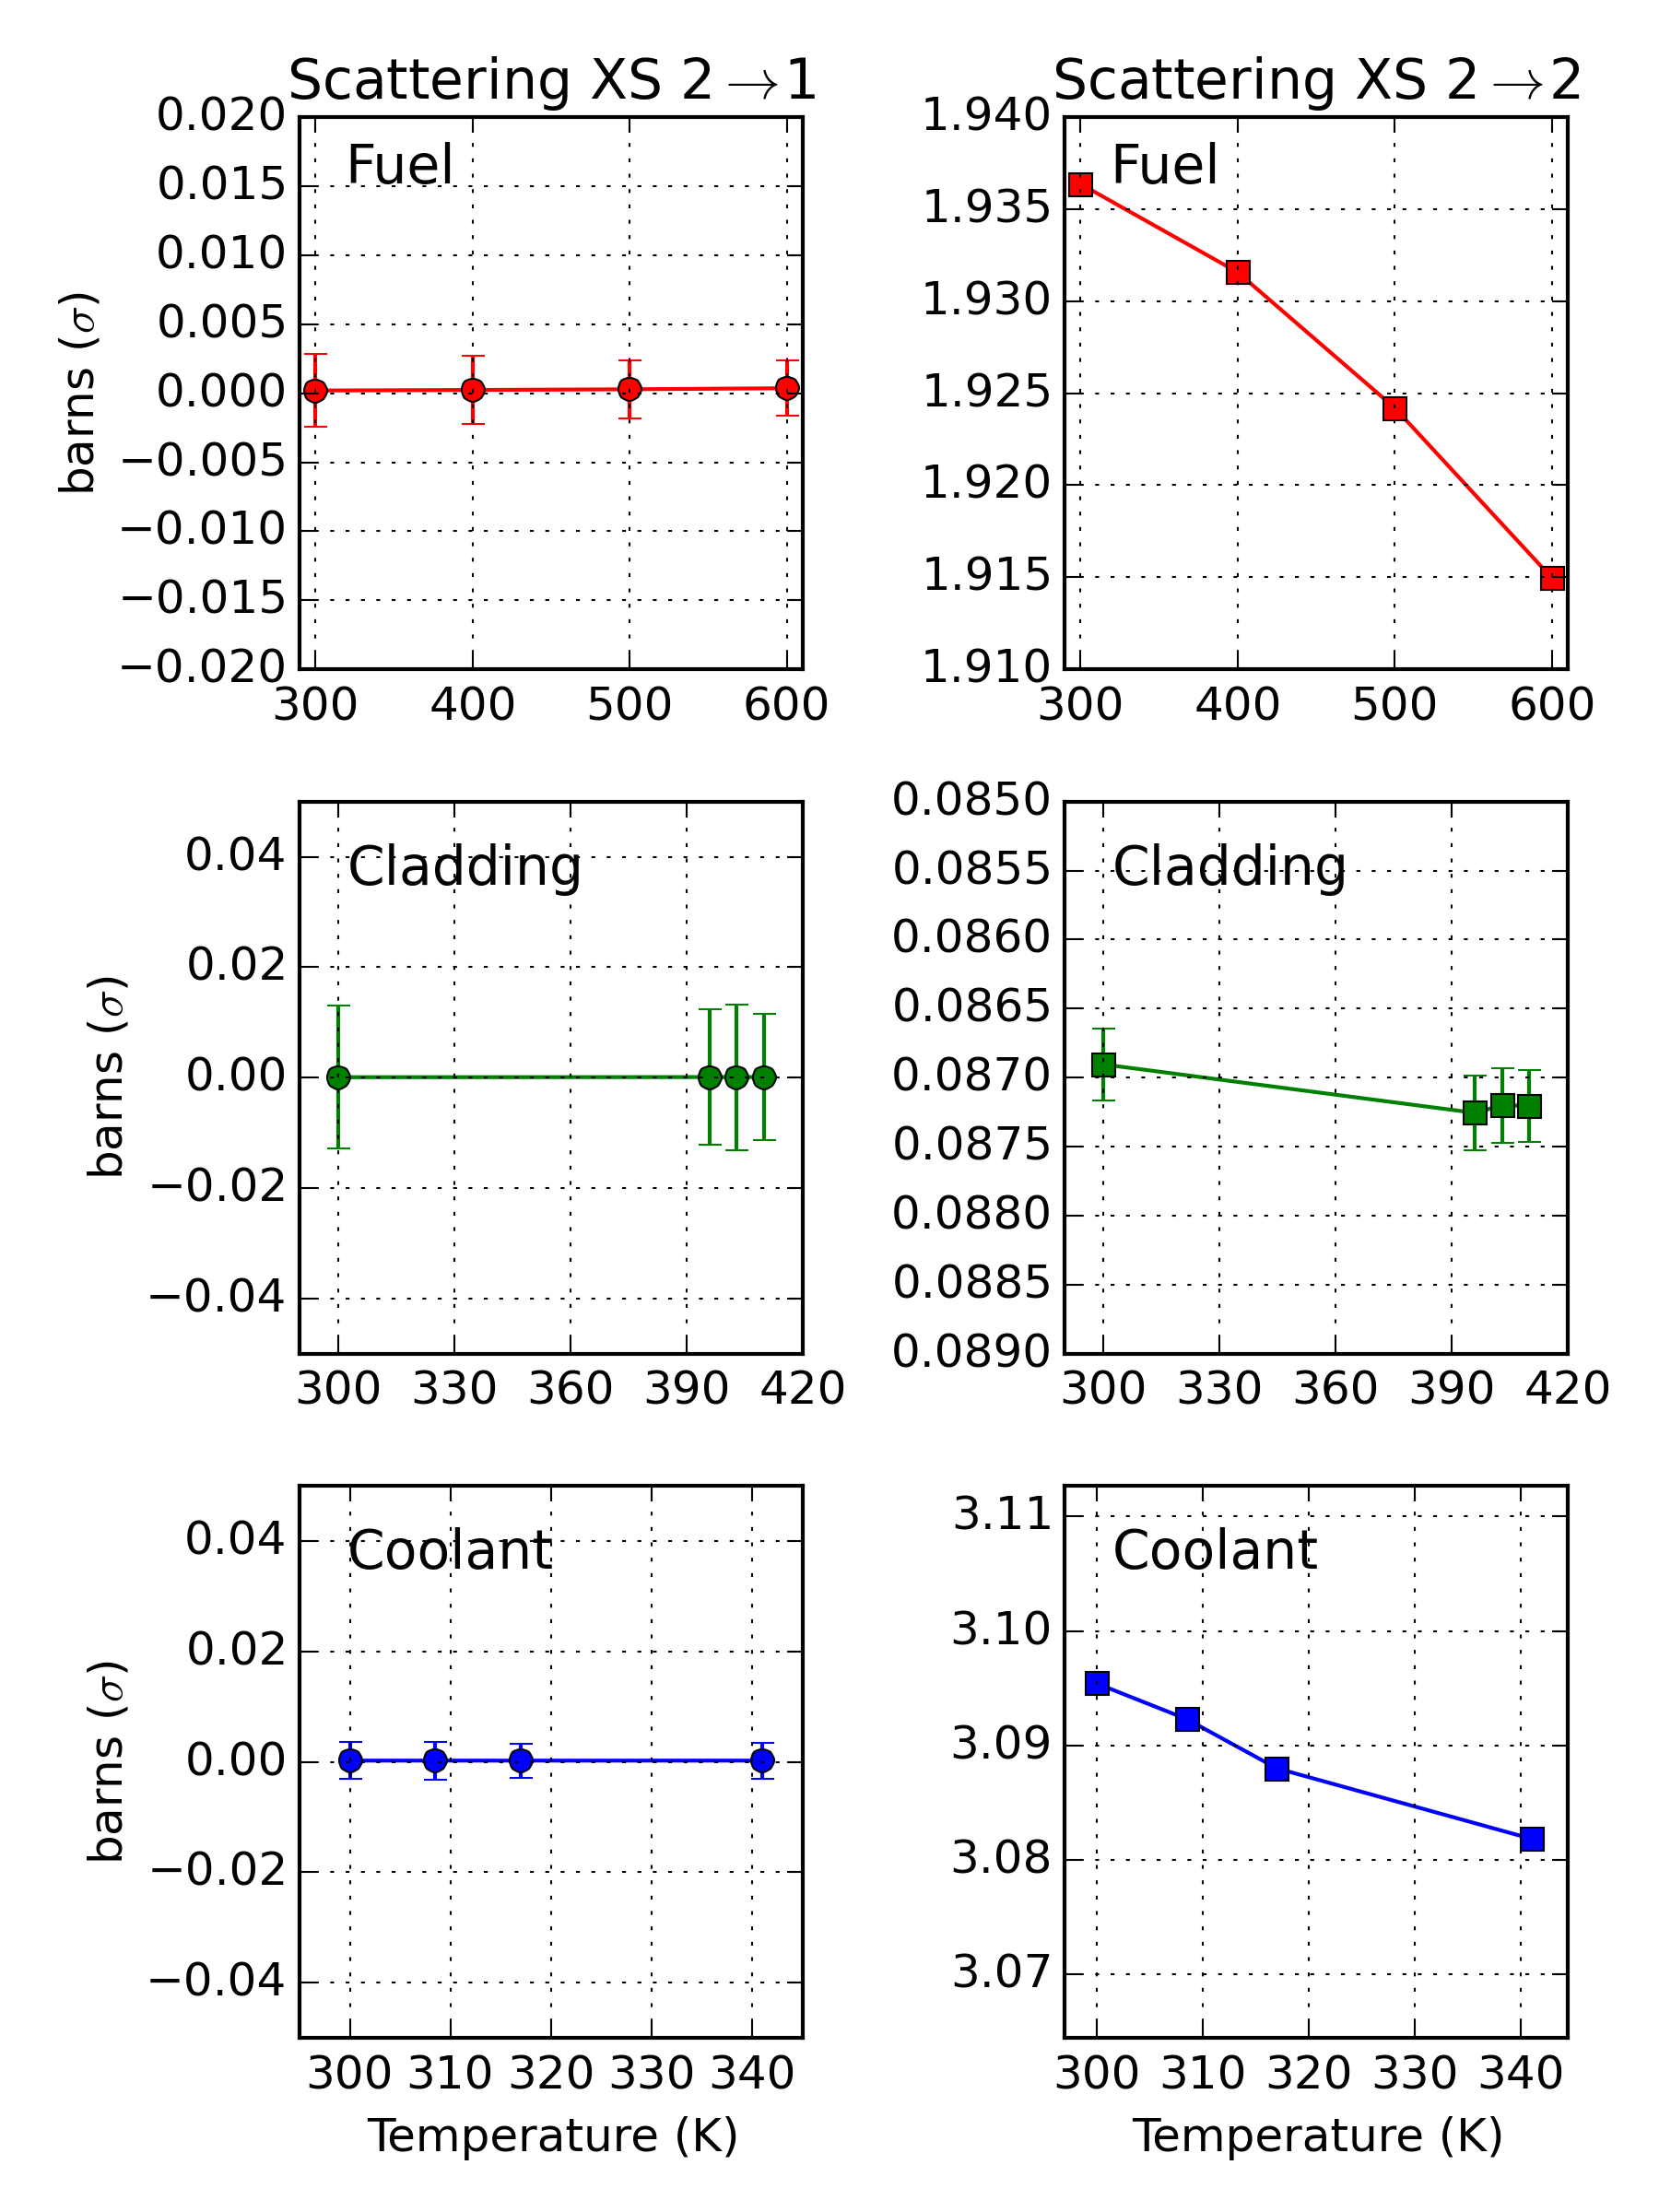 Scattering XS 2→1
0.020
0.015
0.010
0.005
0.000
−0.005
−0.010
−0.015
−0.020
barns (σ)
Fuel
300 400 500 600
Scattering XS 2→2
1.940
1.935
1.930
1.925
1.920
1.915
1.910
Fuel
300 400 500 600
0.04
0.02
0.00
−0.02
−0.04
barns (σ)
Cladding
300 330 360 390 420
0.0850
0.0855
0.0860
0.0865
0.0870
0.0875
0.0880
0.0885
0.0890
Cladding
300 330 360 390 420
0.04
0.02
0.00
−0.02
−0.04
barns (σ)
Coolant
300 310 320 330 340
Temperature (K)
3.11
3.10
3.09
3.08
3.07
Coolant
300 310 320 330 340
Temperature (K)